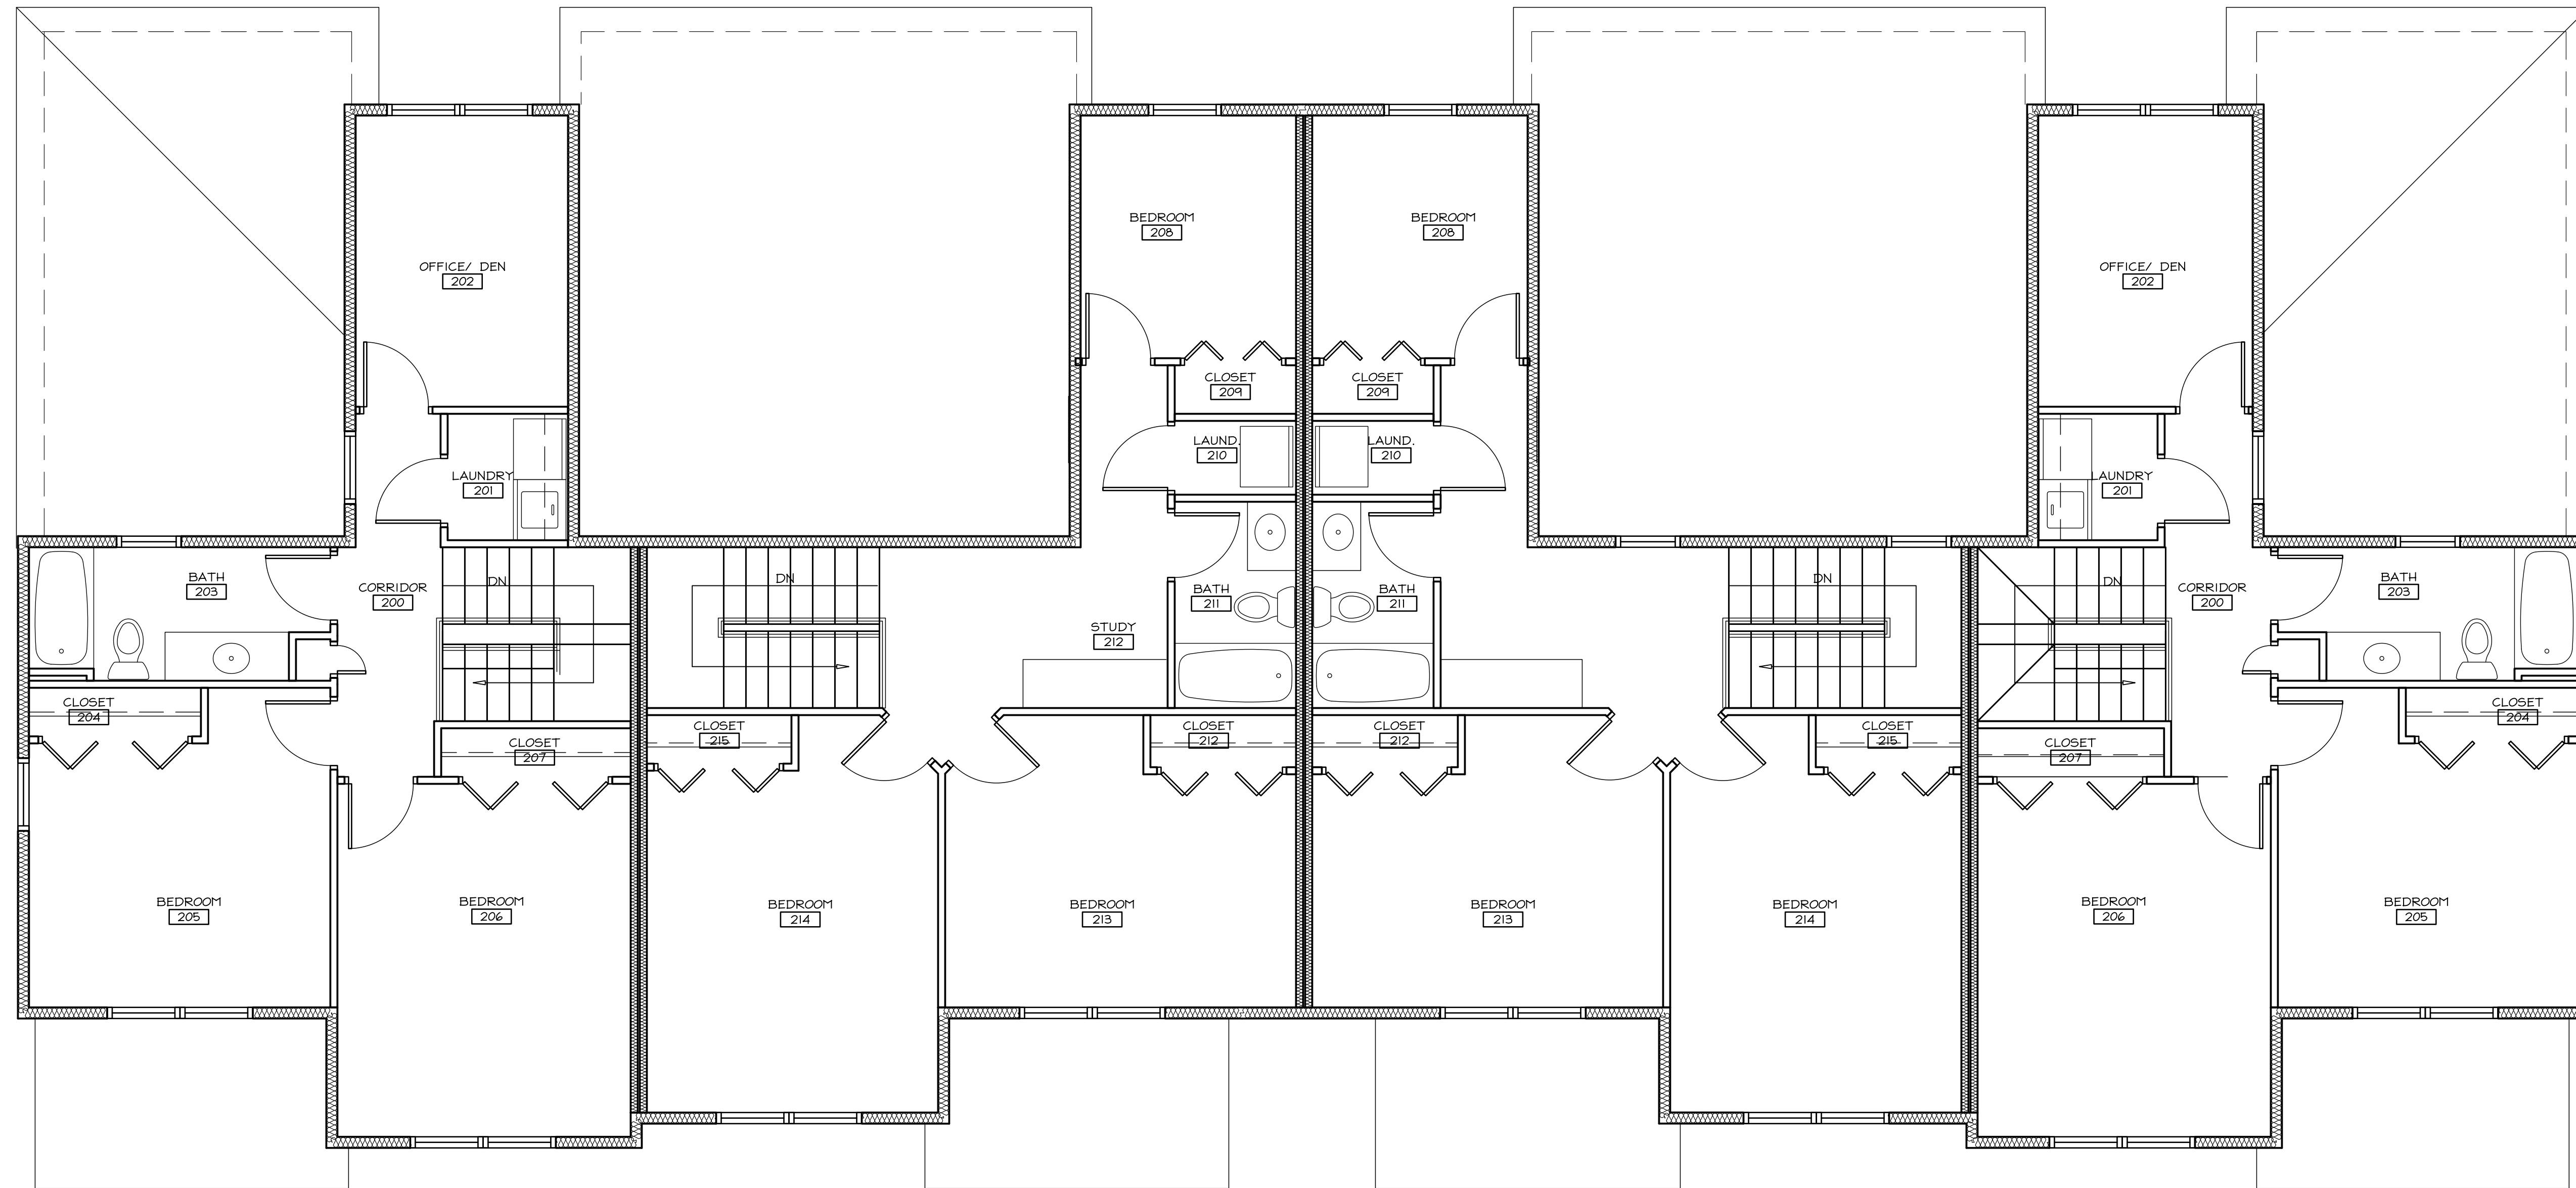 BEDROOM
208
BEDROOM
208
OFFICE/ DEN
202
OFFICE/ DEN
202
CLOSET
209
CLOSET
209
LAUND.
210
LAUND.
210
LAUNDRY
201
LAUNDRY
201
BATH
203
CORRIDOR
200
DN
DN
BATH
211
BATH
211
DN
DN
CORRIDOR
200
BATH
203
STUDY
212
CLOSET
204
CLOSET
207
CLOSET
215
CLOSET
212
CLOSET
212
CLOSET
215
CLOSET
207
CLOSET
204
BEDROOM
205
BEDROOM
206
BEDROOM
214
BEDROOM
213
BEDROOM
213
BEDROOM
214
BEDROOM
206
BEDROOM
205